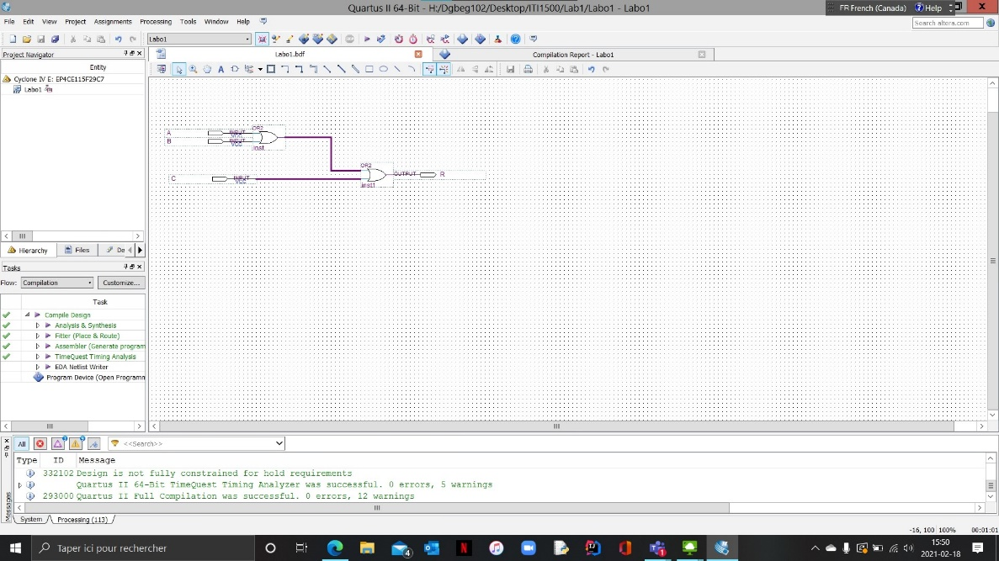 Quartus II 64-Bit - H:/Dgbeg102/Desktop/ITI1500/Lab1/Labo1 - Labo1
FR French (Canada) Help
File Edit View Project Assignments Processing Tools Window Help
Search altera.com
Labo1
Project Navigator
Labo1.bdf
Compilation Report - Labo1
Entity
Cyclone IV E: EP4CE115F29C7
Labo1
A INPUT OR2
B INPUT
VCC
inst
OR2
C INPUT OUTPUT R
VCC
inst1
Hierarchy Files De
Tasks
Flow: Compilation Customize...
Task
Compile Design
Analysis & Synthesis
Fitter (Place & Route)
Assembler (Generate program
TimeQuest Timing Analysis
EDA Netlist Writer
Program Device (Open Programm
All <<Search>>
Type ID Message
332102 Design is not fully constrained for hold requirements
Quartus II 64-Bit TimeQuest Timing Analyzer was successful. 0 errors, 5 warnings
293000 Quartus II Full Compilation was successful. 0 errors, 12 warnings
Messages
System Processing (113)
-16, 100 100% 00:01:01
Taper ici pour rechercher
4
1
15:50
2021-02-18